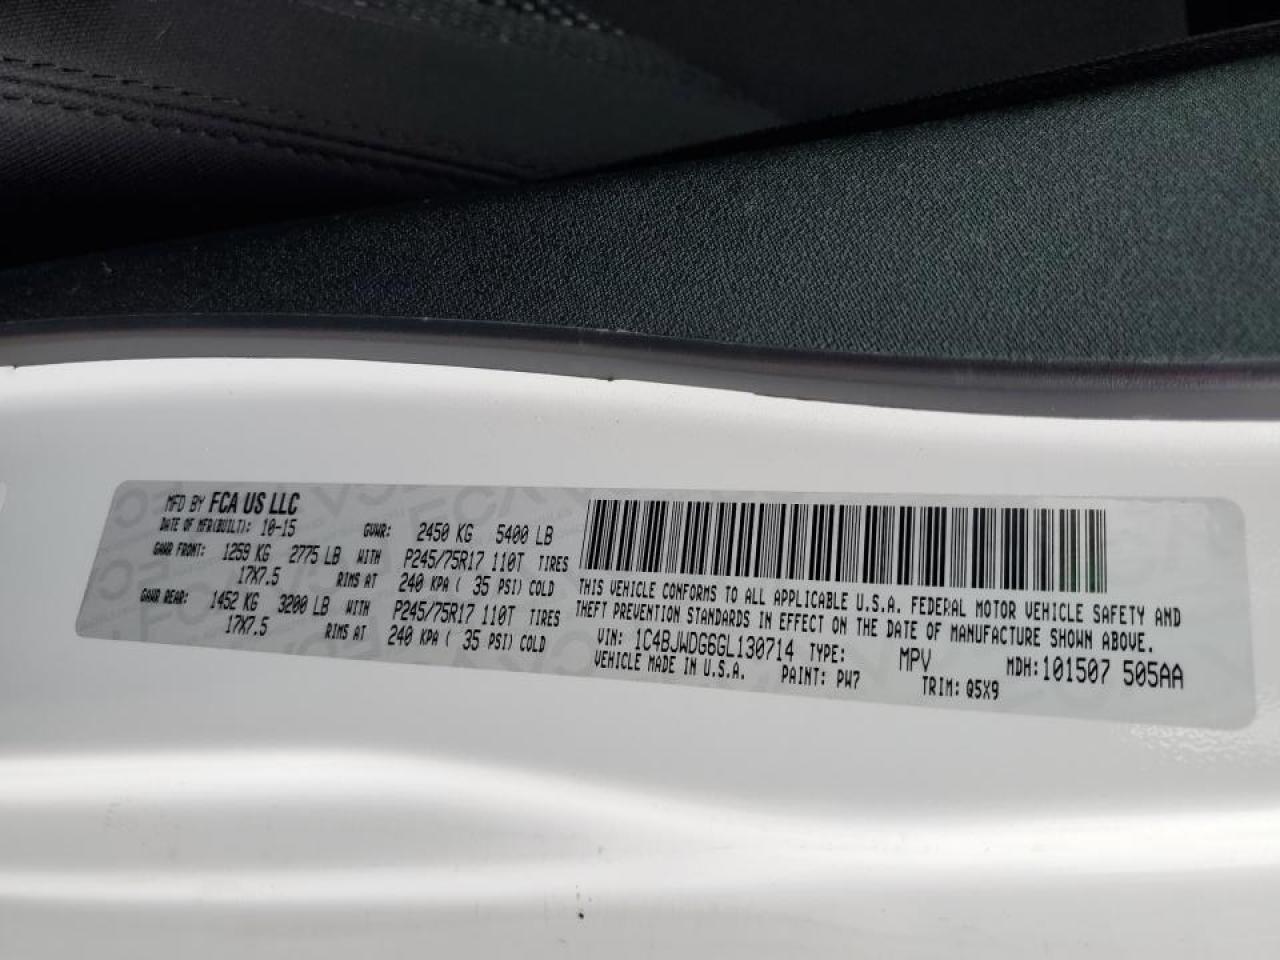 MFD BY FCA US LLC
DATE OF MFR(BUILT): 10-15 GVWR: 2450 KG 5400 LB
GAWR FRONT: 1259 KG 2775 LB WITH P245/75R17 110T TIRES
17X7.5 RIMS AT 240 KPA ( 35 PSI) COLD
GAWR REAR: 1452 KG 3200 LB WITH P245/75R17 110T TIRES
17X7.5 RIMS AT 240 KPA ( 35 PSI) COLD
THIS VEHICLE CONFORMS TO ALL APPLICABLE U.S.A. FEDERAL MOTOR VEHICLE SAFETY AND
THEFT PREVENTION STANDARDS IN EFFECT ON THE DATE OF MANUFACTURE SHOWN ABOVE.
VIN: 1C4BJWDG6GL130714 TYPE: MPV MDH:101507 505AA
VEHICLE MADE IN U.S.A. PAINT: PW7 TRIM: Q5X9